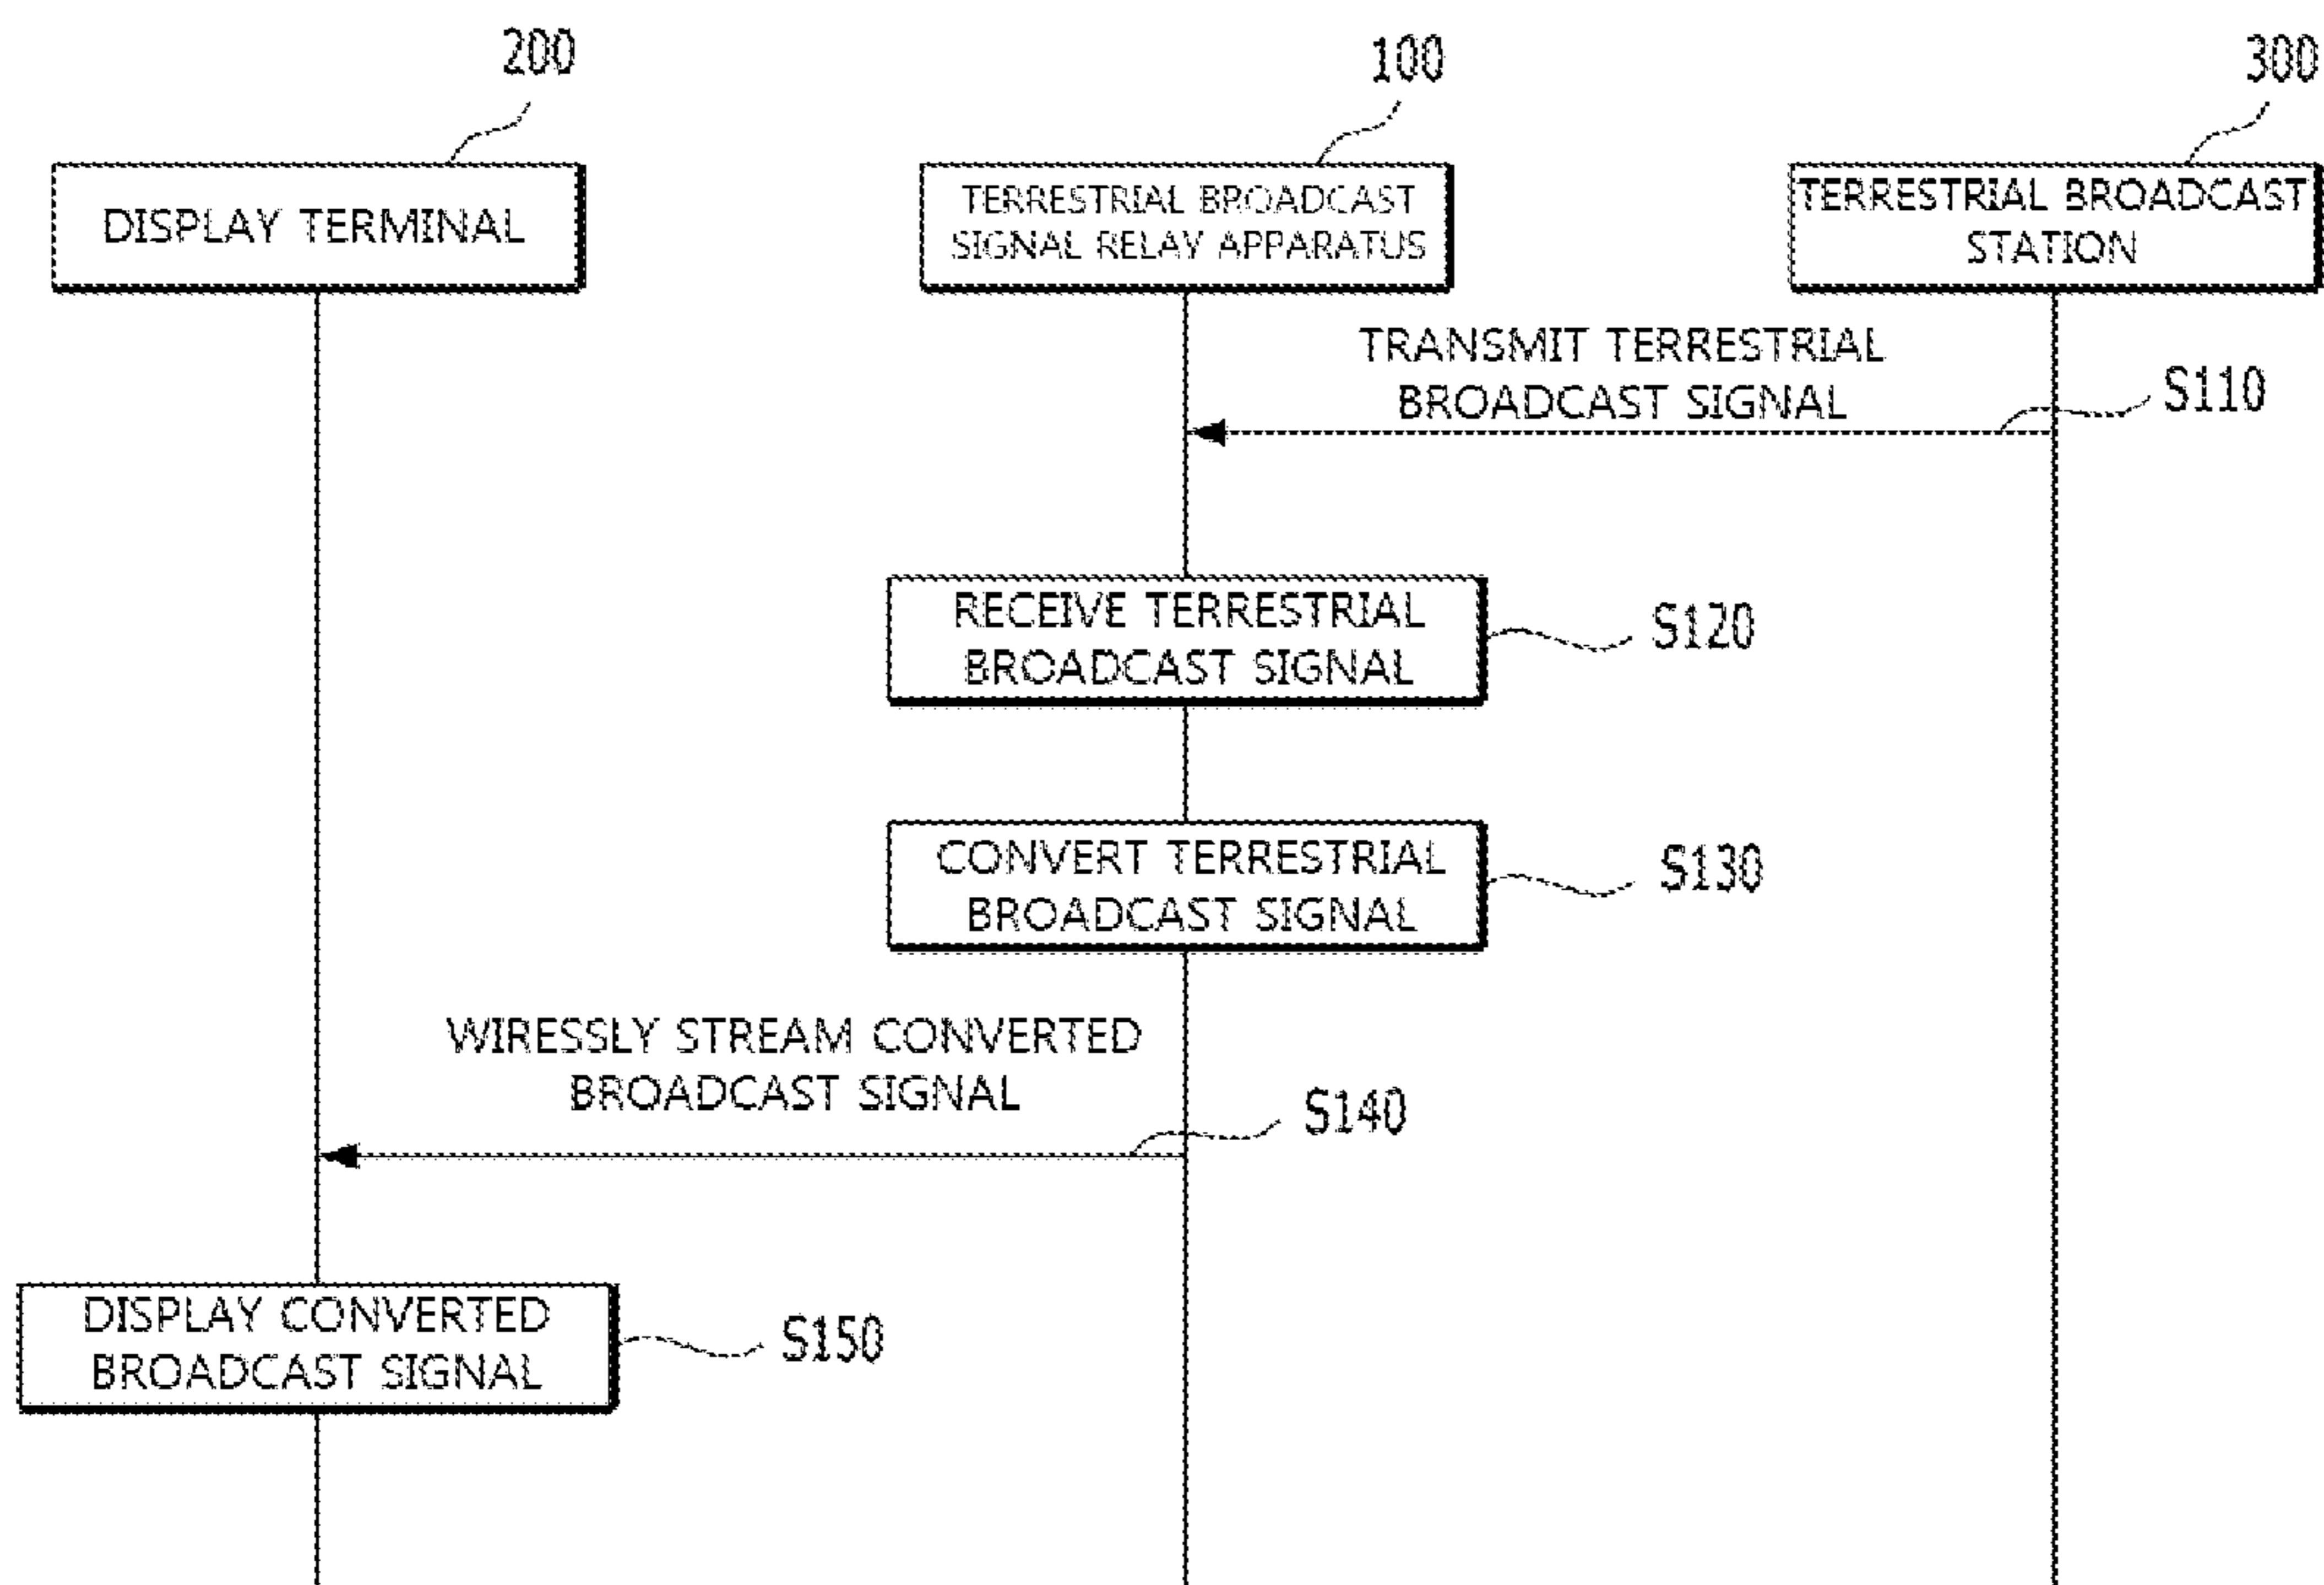 200
100
300
DISPLAY TERMINAL
TERRESTRIAL BROADCAST
SIGNAL RELAY APPARATUS
TERRESTRIAL BROADCAST
STATION
TRANSMIT TERRESTRIAL
BROADCAST SIGNAL
S110
RECEIVE TERRESTRIAL
BROADCAST SIGNAL
S120
CONVERT TERRESTRIAL
BROADCAST SIGNAL
S130
WIRESSLY STREAM CONVERTED
BROADCAST SIGNAL
S140
DISPLAY CONVERTED
BROADCAST SIGNAL
S150